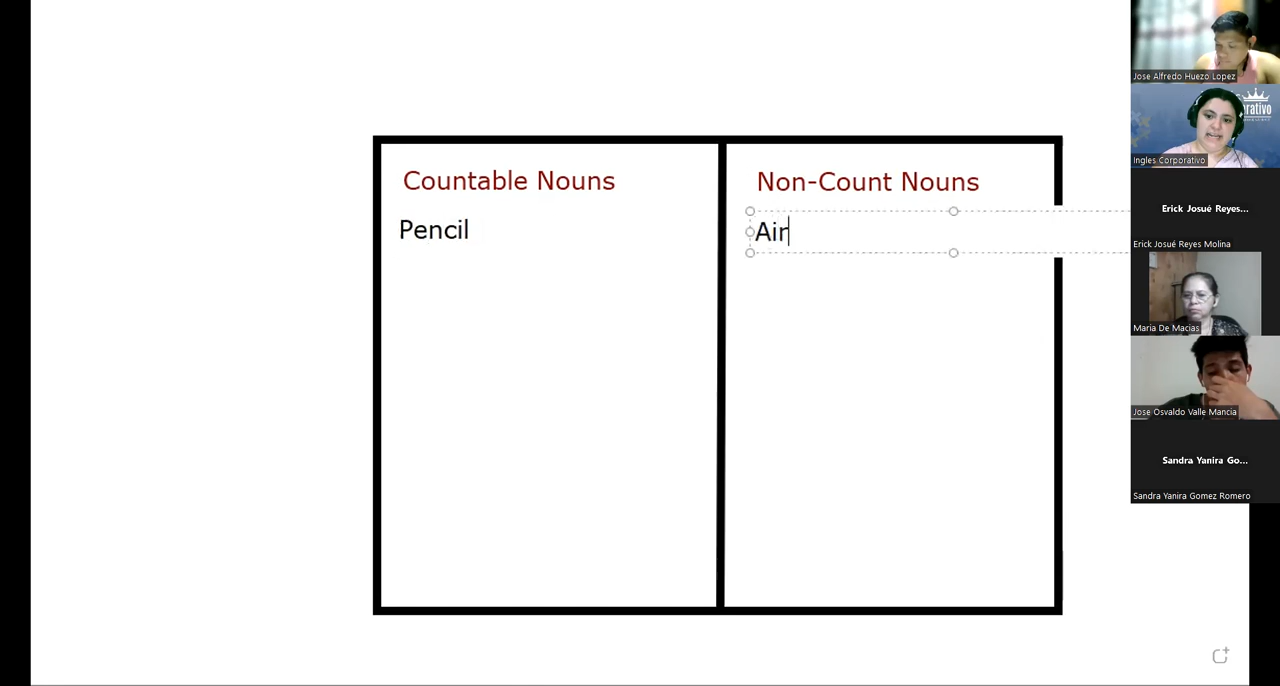 Countable Nouns
Non-Count Nouns
Pencil
Air
Jose Alfredo Huezo Lopez
rativo
Ingles Corporativo
Erick Josué Reyes...
Erick Josué Reyes Molina
Maria De Macias
Jose Osvaldo Valle Mancia
Sandra Yanira Go...
Sandra Yanira Gomez Romero